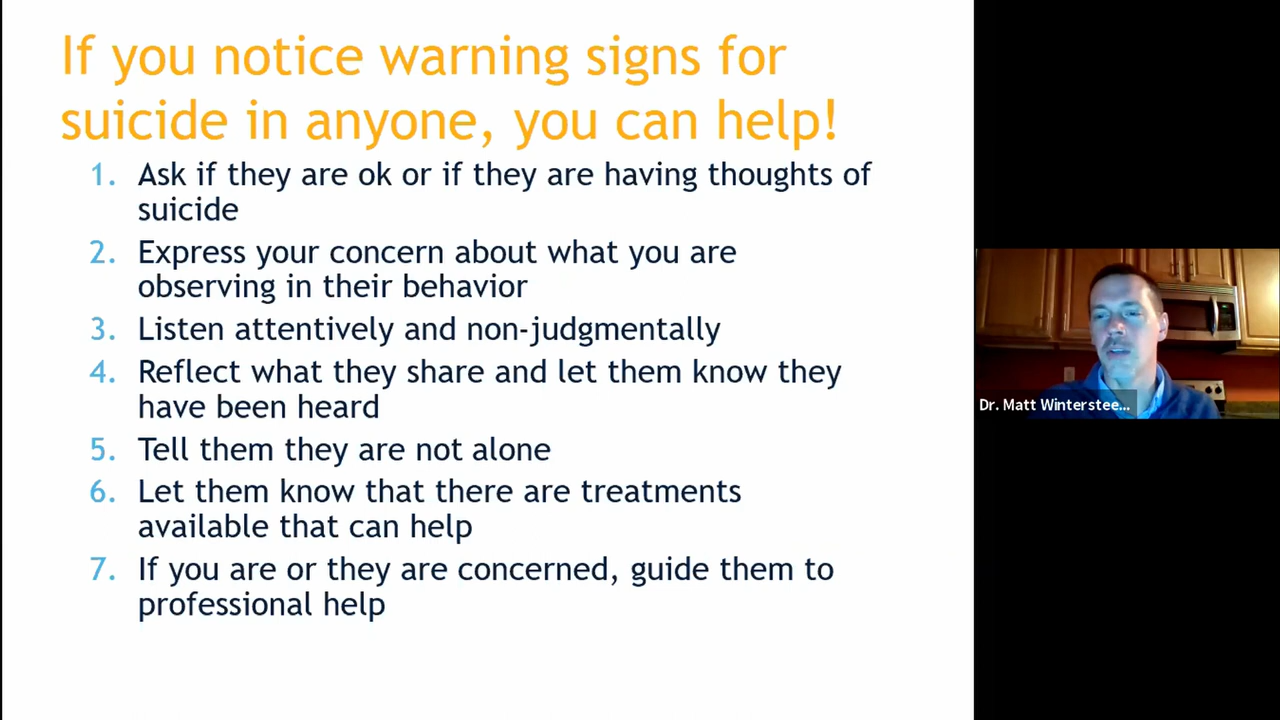 If you notice warning signs for
suicide in anyone, you can help!
1. Ask if they are ok or if they are having thoughts of
suicide
2. Express your concern about what you are
observing in their behavior
3. Listen attentively and non-judgmentally
4. Reflect what they share and let them know they
have been heard
5. Tell them they are not alone
6. Let them know that there are treatments
available that can help
7. If you are or they are concerned, guide them to
professional help
Dr. Matt Winterstee...